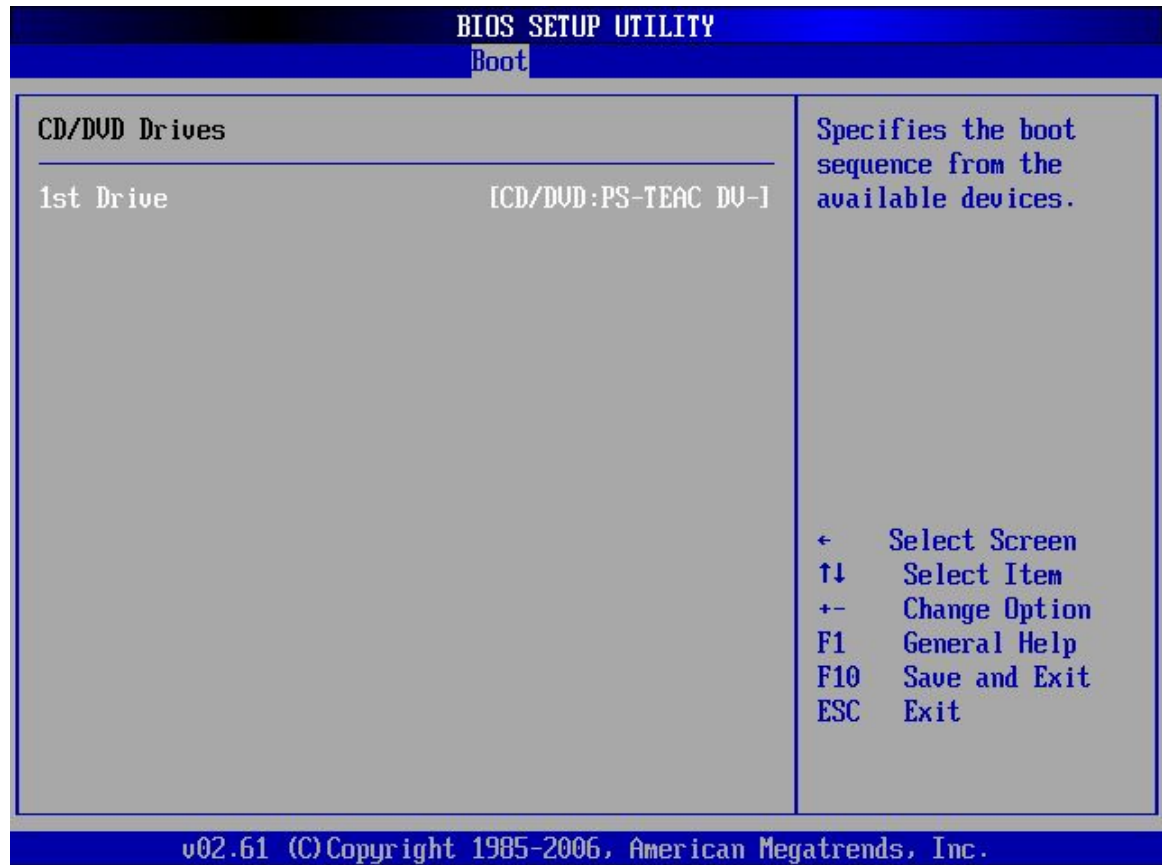 BIOS SETUP UTILITY
Boot
CD/DVD Drives
1st Drive [CD/DVD:PS-TEAC DV-]
Specifies the boot
sequence from the
available devices.
← Select Screen
↑↓ Select Item
+- Change Option
F1 General Help
F10 Save and Exit
ESC Exit
v02.61 (C)Copyright 1985-2006, American Megatrends, Inc.